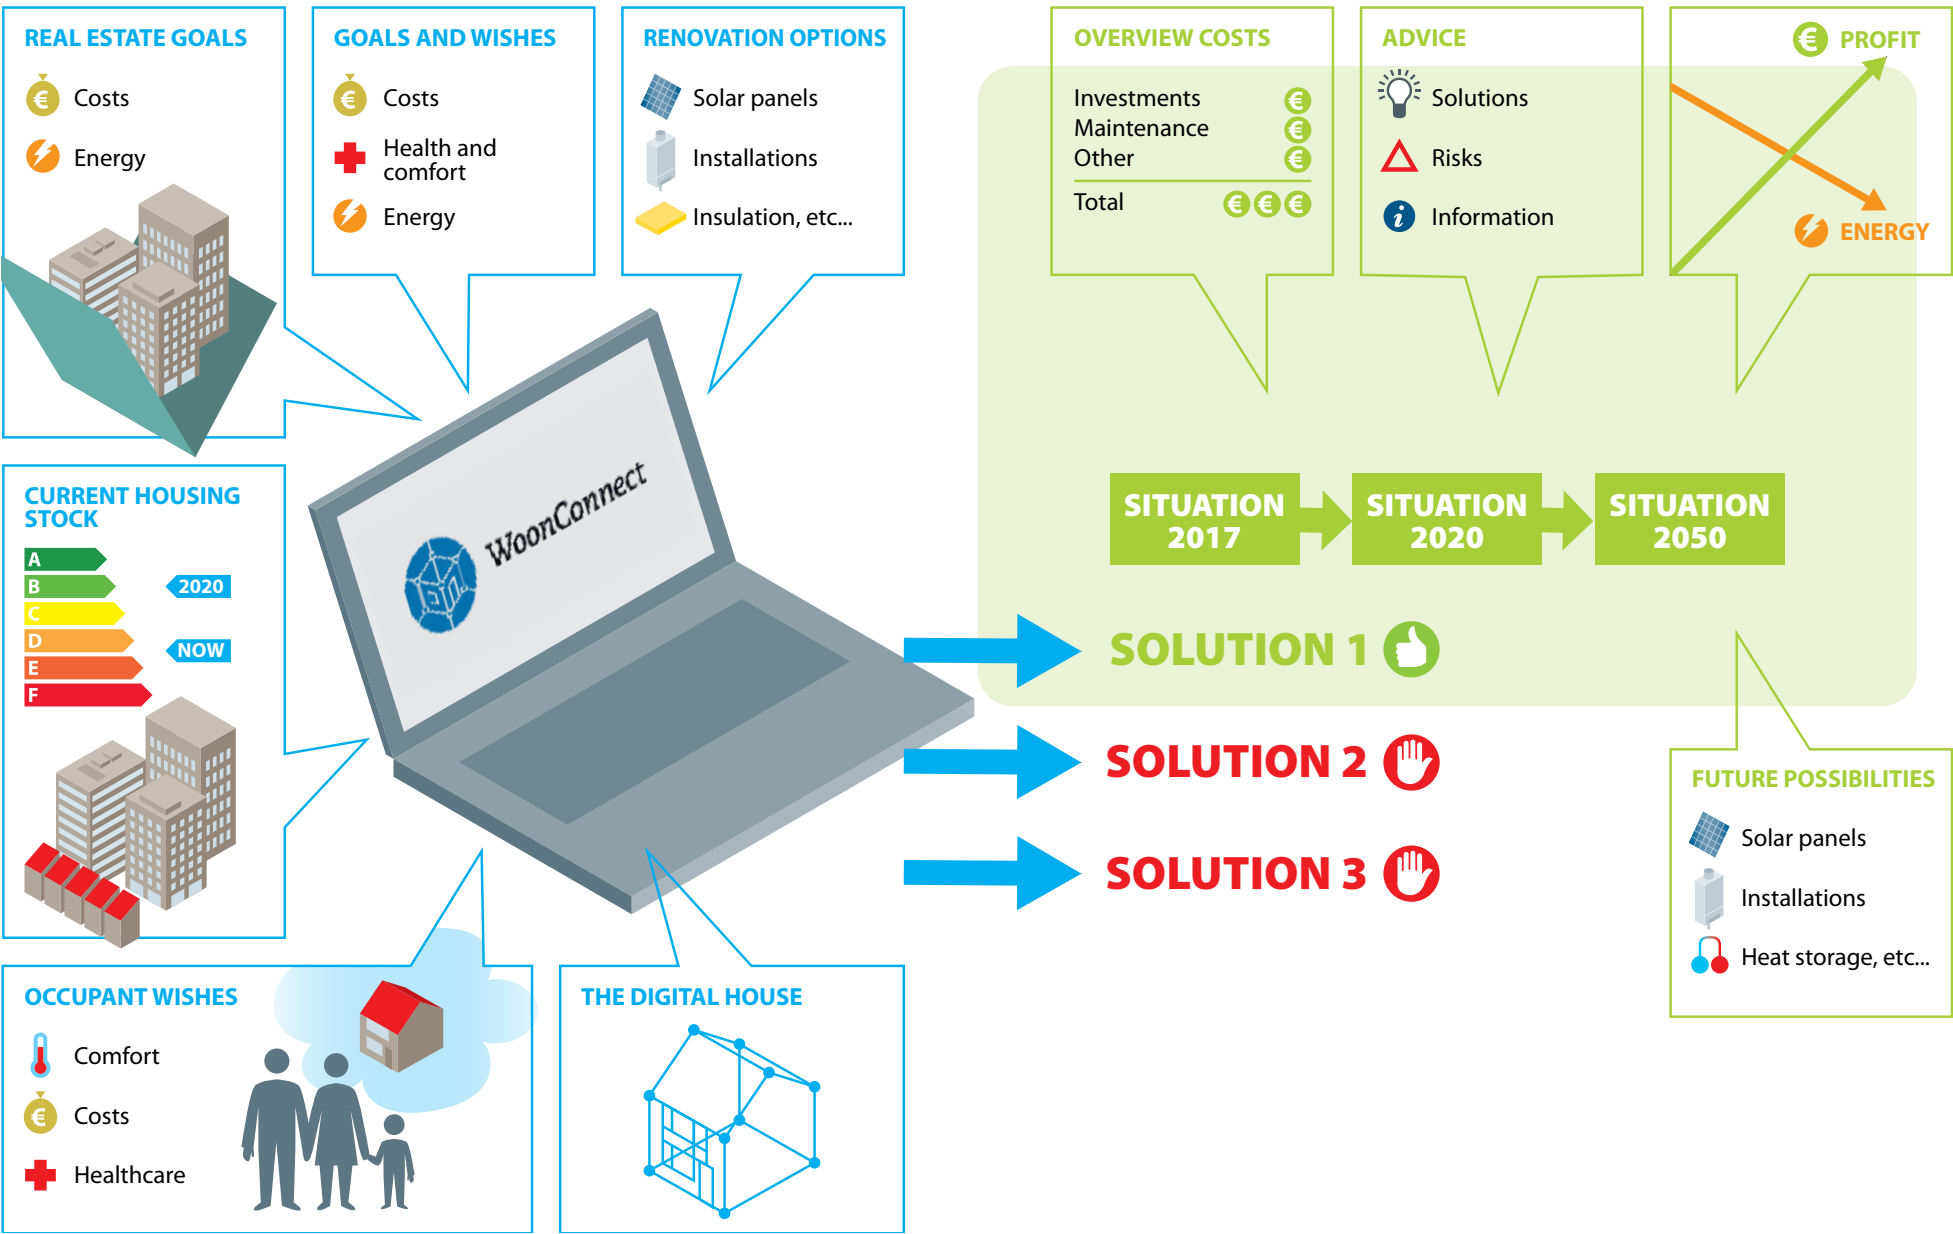 REAL ESTATE GOALS
Costs
Energy
GOALS AND WISHES
Costs
Health and
comfort
Energy
RENOVATION OPTIONS
Solar panels
Installations
Insulation, etc...
OVERVIEW COSTS
Investments
Maintenance
Other
Total
ADVICE
Solutions
Risks
Information
PROFIT
ENERGY
CURRENT HOUSING
STOCK
A
B
C
D
E
F
2020
NOW
WoonConnect
SITUATION
2017
SITUATION
2020
SITUATION
2050
SOLUTION 1
SOLUTION 2
SOLUTION 3
FUTURE POSSIBILITIES
Solar panels
Installations
Heat storage, etc...
OCCUPANT WISHES
Comfort
Costs
Healthcare
THE DIGITAL HOUSE